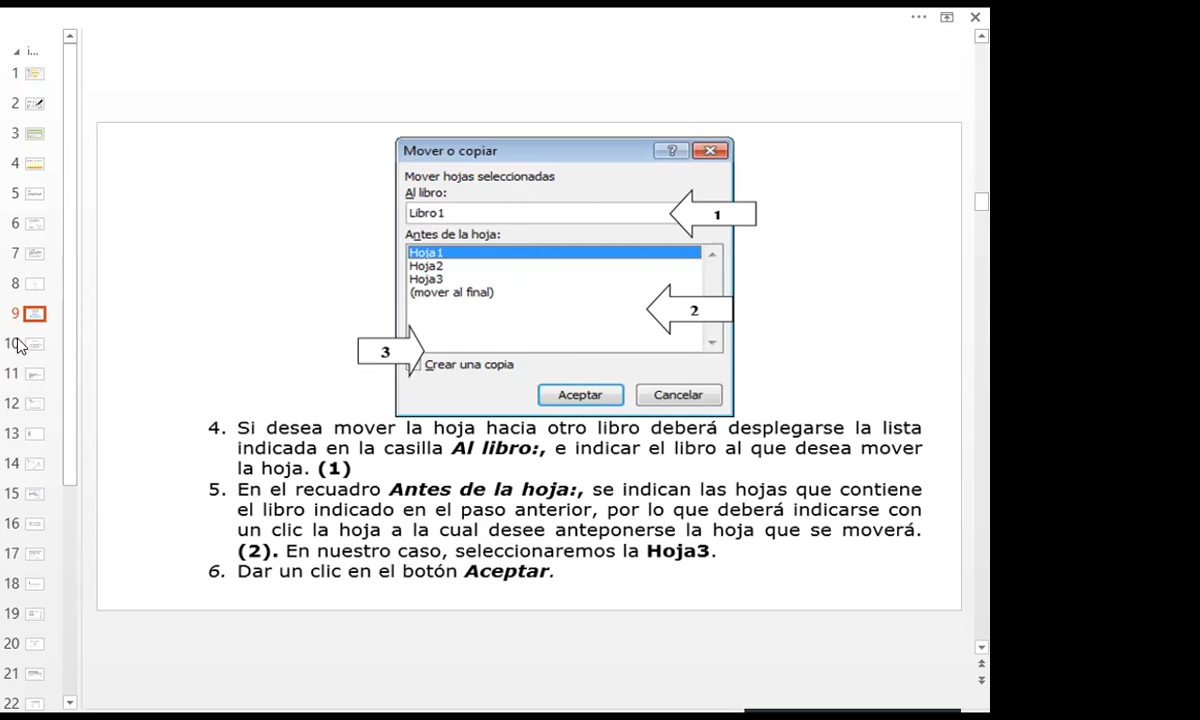 i...
1
2
3
4
5
6
7
8
9
10
11
12
13
14
15
16
17
18
19
20
21
22
Mover o copiar
?
Mover hojas seleccionadas
Al libro:
Libro1
1
Antes de la hoja:
Hoja1
Hoja2
Hoja3
(mover al final)
2
3
Crear una copia
Aceptar
Cancelar
4. Si desea mover la hoja hacia otro libro deberá desplegarse la lista
indicada en la casilla Al libro:, e indicar el libro al que desea mover
la hoja. (1)
5. En el recuadro Antes de la hoja:, se indican las hojas que contiene
el libro indicado en el paso anterior, por lo que deberá indicarse con
un clic la hoja a la cual desee anteponerse la hoja que se moverá.
(2). En nuestro caso, seleccionaremos la Hoja3.
6. Dar un clic en el botón Aceptar.